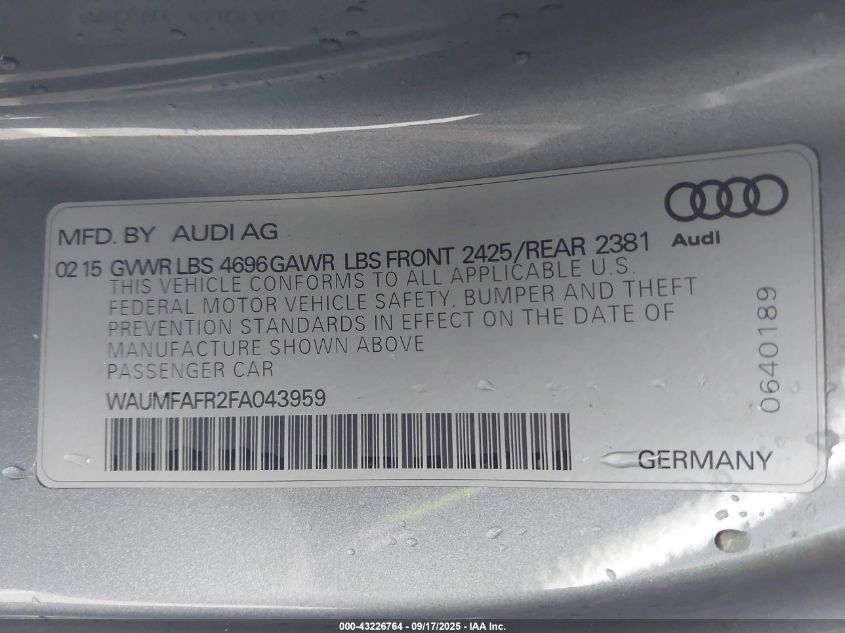 MFD. BY AUDI AG
Audi
02 15 GVWR LBS 4696 GAWR LBS FRONT 2425/REAR 2381
THIS VEHICLE CONFORMS TO ALL APPLICABLE U.S.
FEDERAL MOTOR VEHICLE SAFETY, BUMPER AND THEFT
PREVENTION STANDARDS IN EFFECT ON THE DATE OF
MANUFACTURE SHOWN ABOVE
PASSENGER CAR
WAUMFAFR2FA043959
0640189
GERMANY
000-43226764 - 09/17/2025 - IAA Inc.